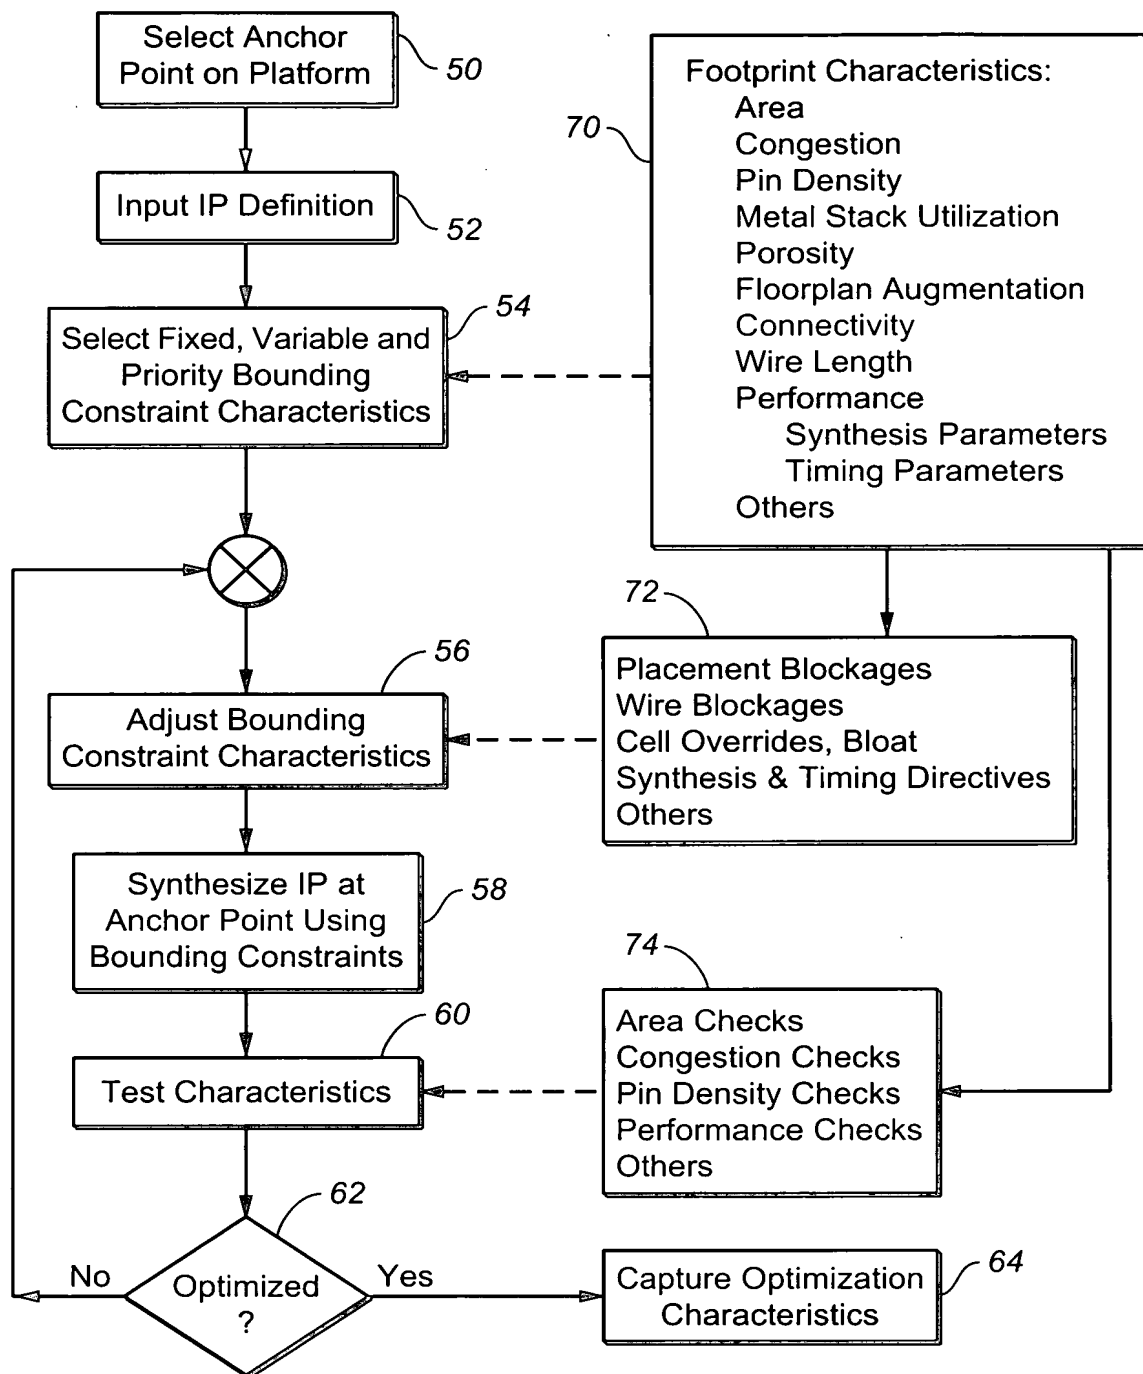 Select Anchor
Point on Platform
50
Input IP Definition
52
Select Fixed, Variable and
Priority Bounding
Constraint Characteristics
54
Footprint Characteristics:
Area
Congestion
Pin Density
Metal Stack Utilization
Porosity
Floorplan Augmentation
Connectivity
Wire Length
Performance
Synthesis Parameters
Timing Parameters
Others
70
Adjust Bounding
Constraint Characteristics
56
Placement Blockages
Wire Blockages
Cell Overrides, Bloat
Synthesis & Timing Directives
Others
72
Synthesize IP at
Anchor Point Using
Bounding Constraints
58
Test Characteristics
60
Area Checks
Congestion Checks
Pin Density Checks
Performance Checks
Others
74
Optimized
?
62
No
Yes
Capture Optimization
Characteristics
64